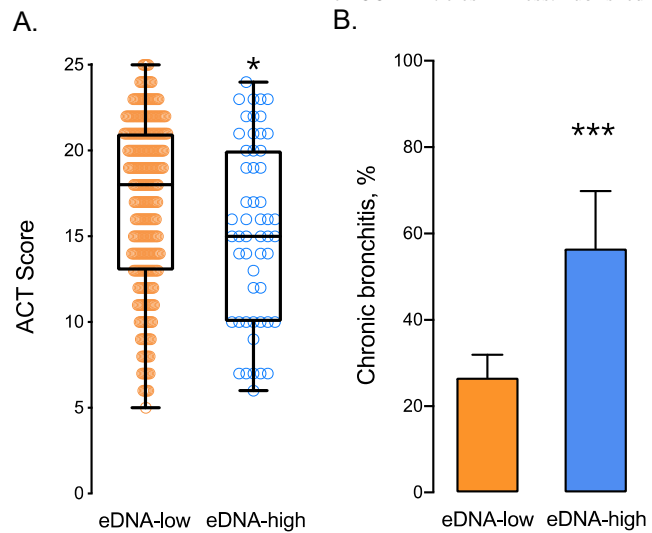 A.
B.
ACT Score
25
20
15
10
5
0
*
eDNA-low
eDNA-high
Chronic bronchitis, %
100
80
60
40
20
0
***
eDNA-low
eDNA-high